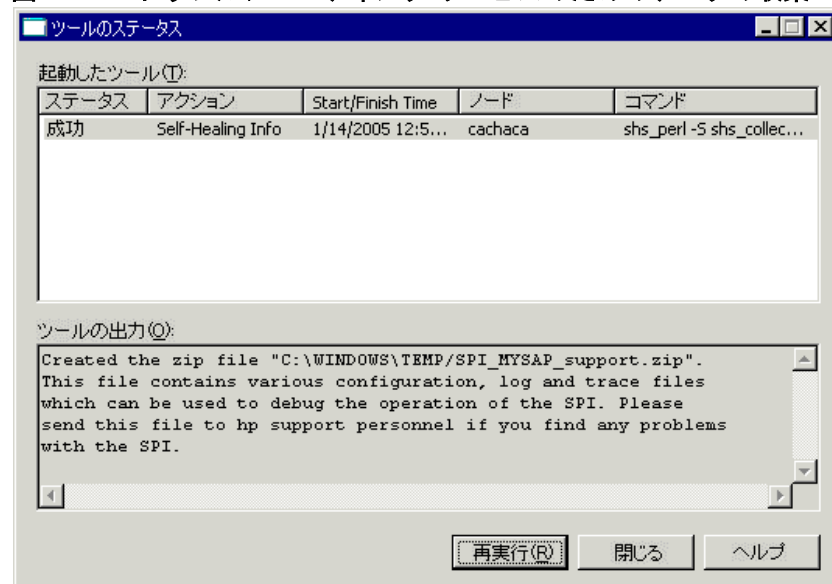 ツールのステータス
起動したツール(T):
ステータス アクション Start/Finish Time ノード コマンド
成功 Self-Healing Info 1/14/2005 12:5... cachaca shs_perl -S shs_collec...
ツールの出力(O):
Created the zip file "C:\WINDOWS\TEMP/SPI_MYSAP_support.zip".
This file contains various configuration, log and trace files
which can be used to debug the operation of the SPI. Please
send this file to hp support personnel if you find any problems
with the SPI.
再実行(R) 閉じる ヘルプ